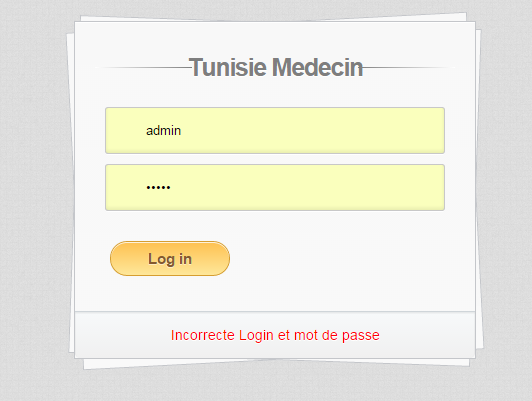 Tunisie Medecin
admin
•••••
Log in
Incorrecte Login et mot de passe